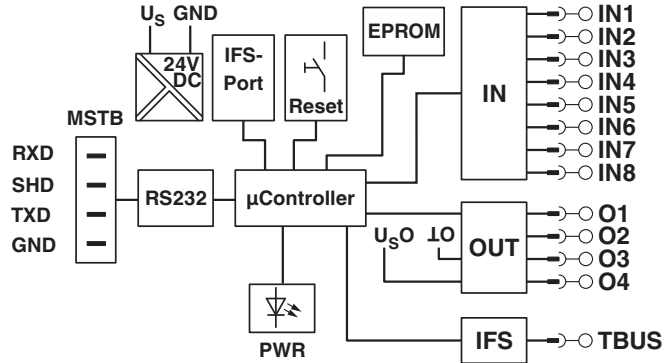 US GND
24V
DC
IFS-
Port
Reset
EPROM
MSTB
RXD
SHD
TXD
GND
RS232
µController
PWR
IN
IN1
IN2
IN3
IN4
IN5
IN6
IN7
IN8
USO
⊥O
OUT
O1
O2
O3
O4
IFS
TBUS